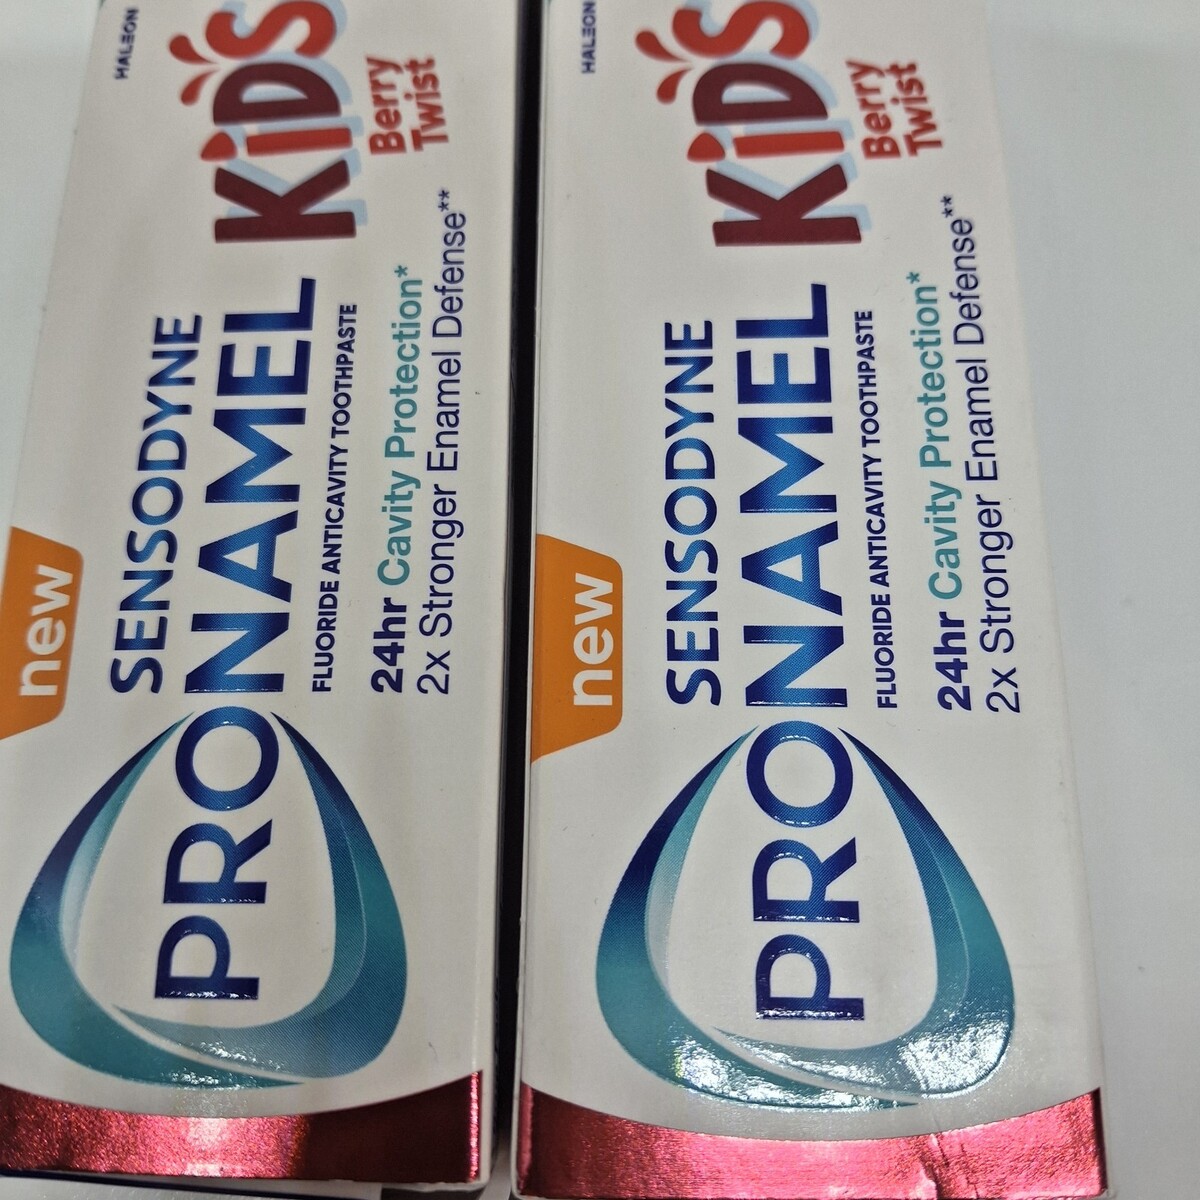 HALEON
new
SENSODYNE
PRONAMEL KiDS
FLUORIDE ANTICAVITY TOOTHPASTE
Berry
Twist
24hr Cavity Protection*
2x Stronger Enamel Defense**
HALEON
new
SENSODYNE
PRONAMEL KiDS
FLUORIDE ANTICAVITY TOOTHPASTE
Berry
Twist
24hr Cavity Protection*
2x Stronger Enamel Defense**